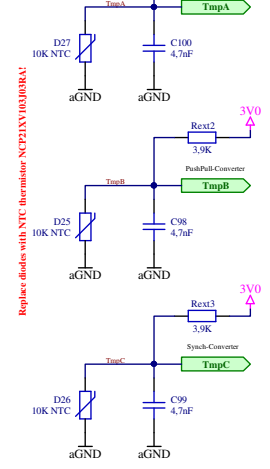 TmpA
TmpA
D27
10K NTC
C100
4,7nF
aGND
aGND
3V0
Rext2
3,9K
PushPull-Converter
TmpB
TmpB
D25
10K NTC
C98
4,7nF
aGND
aGND
3V0
Rext3
3,9K
Synch-Converter
TmpC
TmpC
D26
10K NTC
C99
4,7nF
aGND
aGND
Replace diodes with NTC thermistor NCP21XV103J03RA!